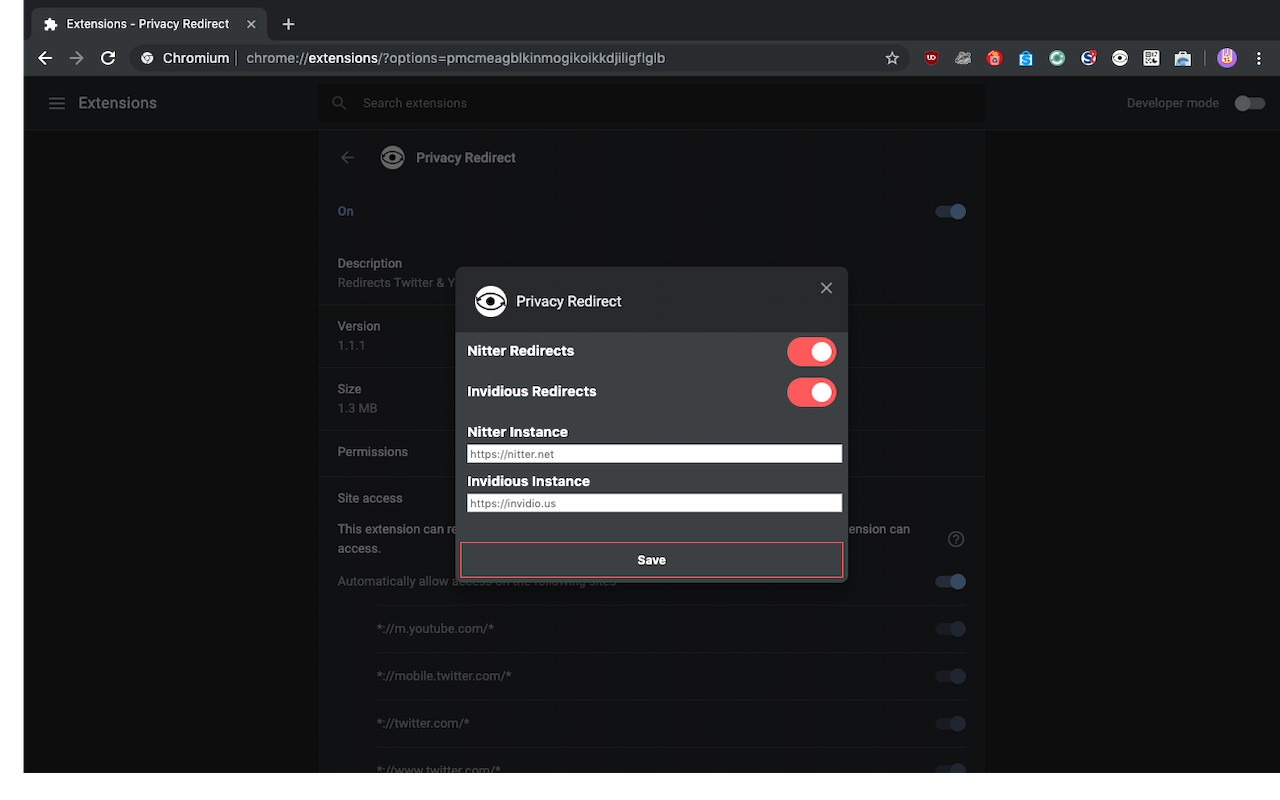 Extensions - Privacy Redirect
Chromium
chrome://extensions/?options=pmcmeagblkinmogikoikkdjiligflglb
Extensions
Search extensions
Developer mode
Privacy Redirect
On
Description
Redirects Twitter & Y
Version
1.1.1
Size
1.3 MB
Permissions
Site access
This extension can re
ension can
access.
Automatically allow access on the following sites
*://m.youtube.com/*
*://mobile.twitter.com/*
*://twitter.com/*
*://www.twitter.com/*
Privacy Redirect
Nitter Redirects
Invidious Redirects
Nitter Instance
https://nitter.net
Invidious Instance
https://invidio.us
Save